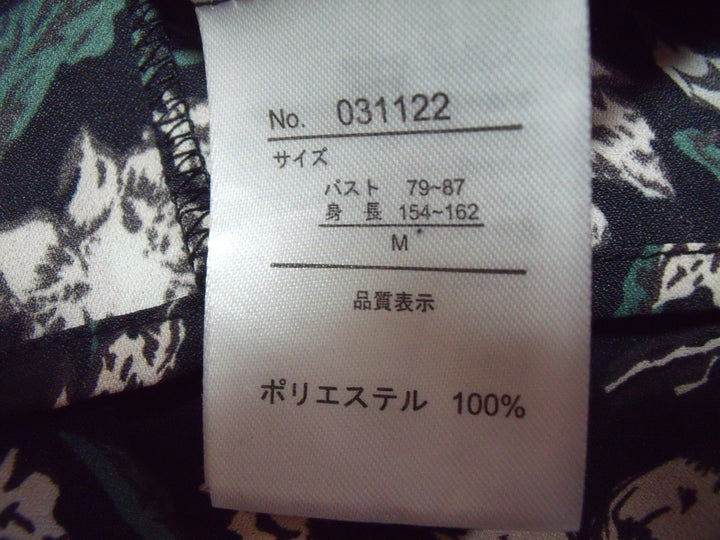 No. 031122
サイズ
バスト 79~87
身 長 154~162
M
品質表示
ポリエステル 100%